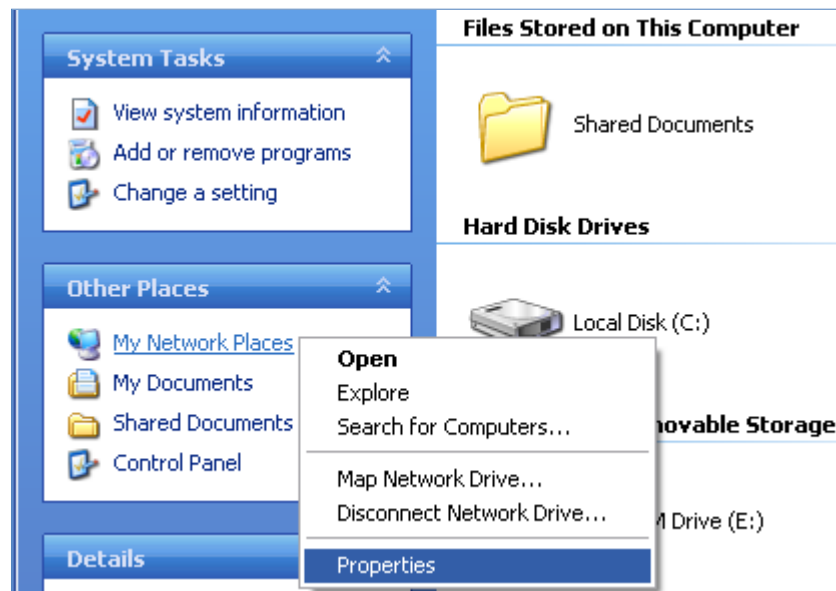 System Tasks
View system information
Add or remove programs
Change a setting
Other Places
My Network Places
My Documents
Shared Documents
Control Panel
Details
Open
Explore
Search for Computers...
Map Network Drive...
Disconnect Network Drive...
Properties
Files Stored on This Computer
Shared Documents
Hard Disk Drives
Local Disk (C:)
Storage
Drive (E:)